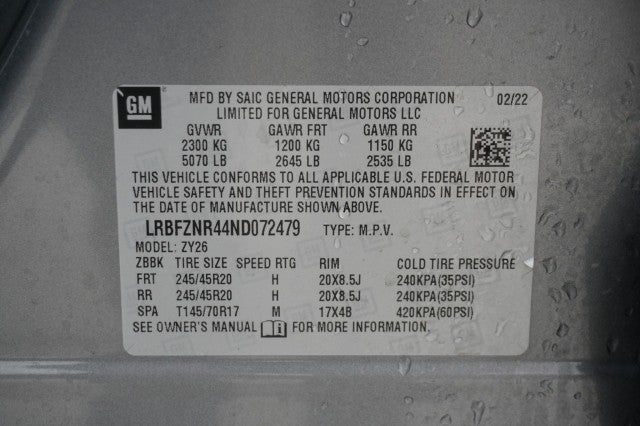 GM
MFD BY SAIC GENERAL MOTORS CORPORATION 02/22
LIMITED FOR GENERAL MOTORS LLC
GVWR GAWR FRT GAWR RR
2300 KG 1200 KG 1150 KG
5070 LB 2645 LB 2535 LB
THIS VEHICLE CONFORMS TO ALL APPLICABLE U.S. FEDERAL MOTOR
VEHICLE SAFETY AND THEFT PREVENTION STANDARDS IN EFFECT ON
THE DATE OF MANUFACTURE SHOWN ABOVE.
LRBFZNR44ND072479 TYPE: M.P.V.
MODEL: ZY26
ZBBK TIRE SIZE SPEED RTG RIM COLD TIRE PRESSURE
FRT 245/45R20 H 20X8.5J 240KPA(35PSI)
RR 245/45R20 H 20X8.5J 240KPA(35PSI)
SPA T145/70R17 M 17X4B 420KPA(60PSI)
SEE OWNER'S MANUAL FOR MORE INFORMATION.